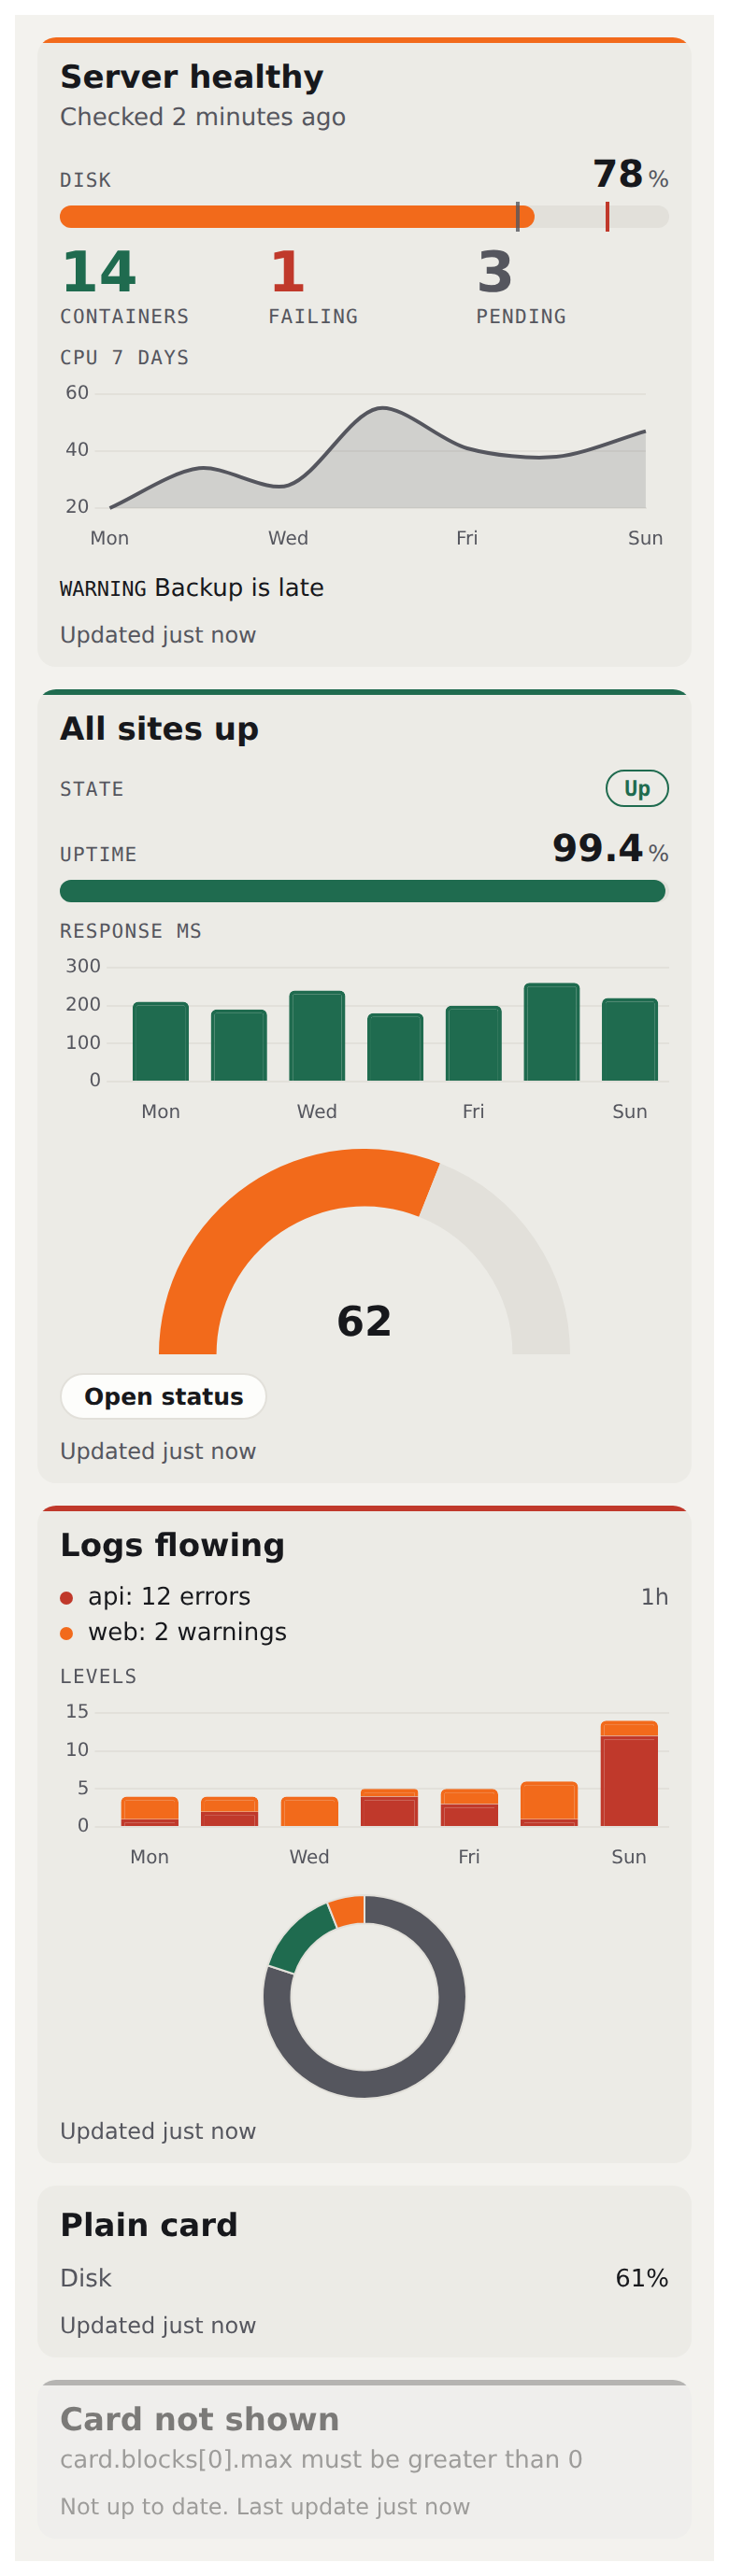 Server healthy
Checked 2 minutes ago
DISK 78 %
14 1 3
CONTAINERS FAILING PENDING
CPU 7 DAYS
60
40
20
Mon Wed Fri Sun
WARNING Backup is late
Updated just now
All sites up
STATE Up
UPTIME 99.4 %
RESPONSE MS
300
200
100
0
Mon Wed Fri Sun
62
Open status
Updated just now
Logs flowing
api: 12 errors 1h
web: 2 warnings
LEVELS
15
10
5
0
Mon Wed Fri Sun
Updated just now
Plain card
Disk 61%
Updated just now
Card not shown
card.blocks[0].max must be greater than 0
Not up to date. Last update just now